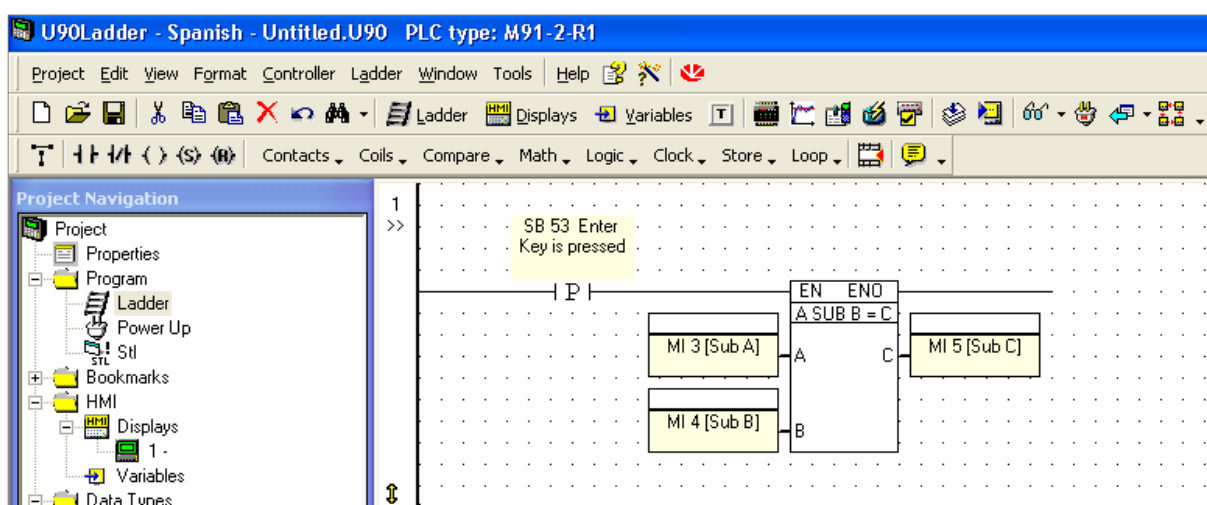 U90Ladder - Spanish - Untitled.U90 PLC type: M91-2-R1
Project Edit View Format Controller Ladder Window Tools Help
Ladder HMI Displays Variables T
T (S) (R) Contacts Coils Compare Math Logic Clock Store Loop
Project Navigation
Project
Properties
Program
Ladder
Power Up
STL Stl
Bookmarks
HMI
HMI Displays
1 -
Variables
Data Types
1
>>
SB 53 Enter
Key is pressed
P
EN ENO
A SUB B = C
MI 3 [Sub A] A C MI 5 [Sub C]
MI 4 [Sub B] B